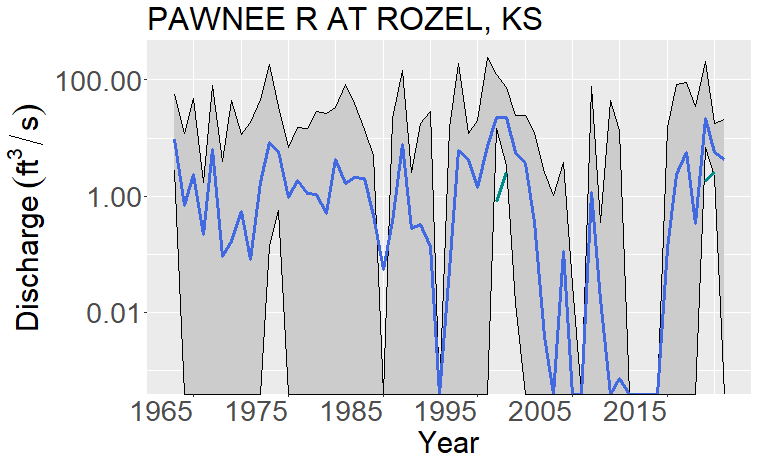 PAWNEE R AT ROZEL, KS
100.00
1.00
0.01
Discharge (ft³/s)
1965 1975 1985 1995 2005 2015
Year